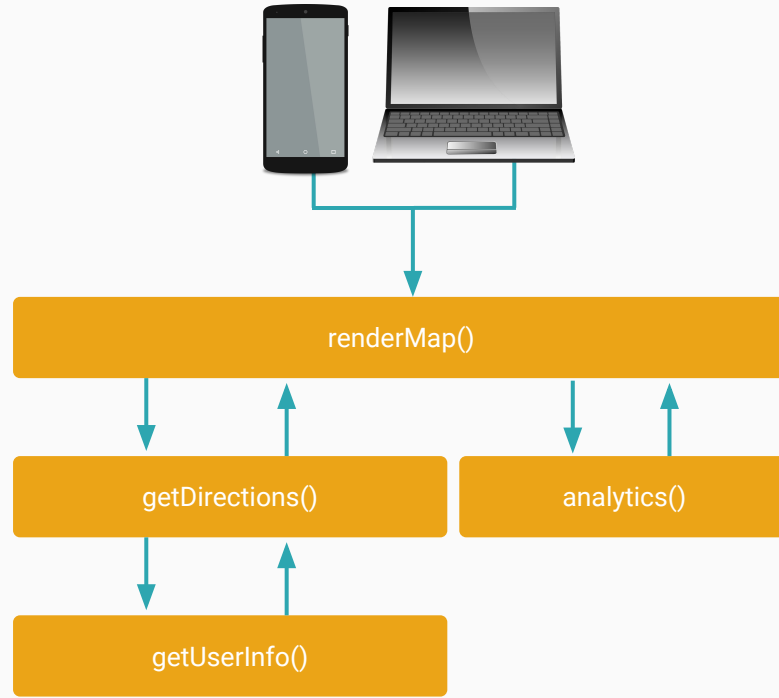 renderMap()
getDirections()
analytics()
getUserInfo()